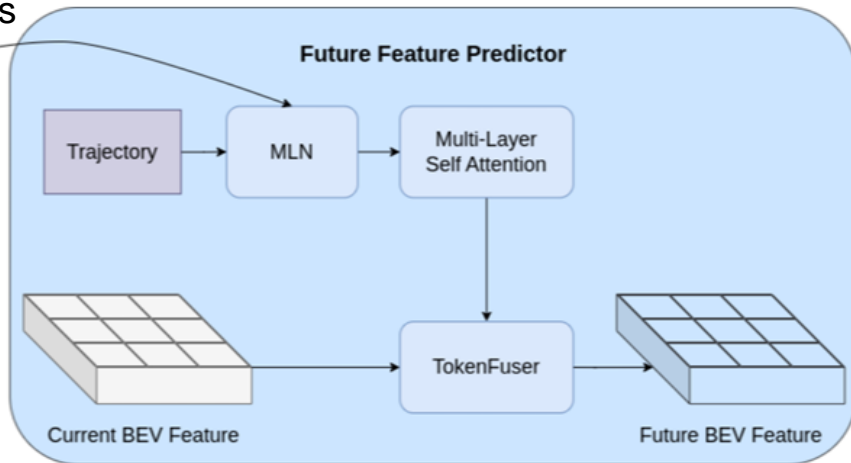 s
Future Feature Predictor
Trajectory
MLN
Multi-Layer
Self Attention
TokenFuser
Current BEV Feature
Future BEV Feature